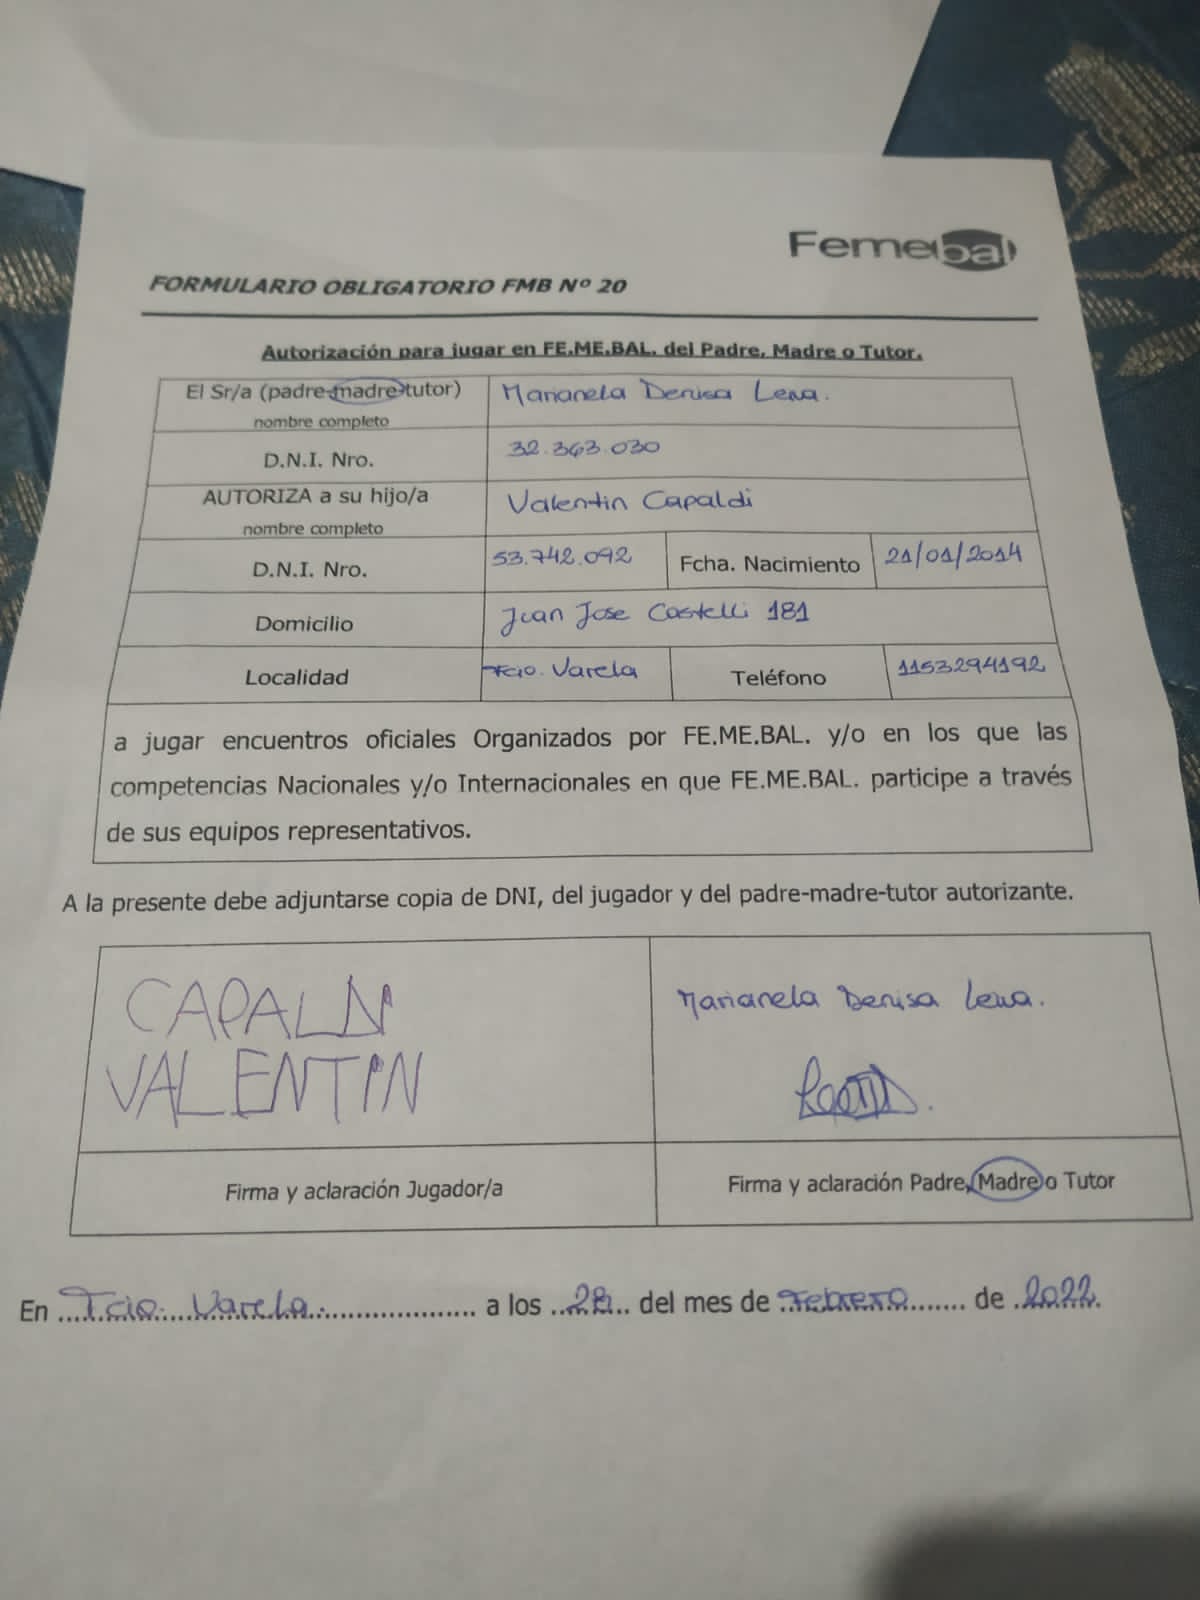 Femebal
FORMULARIO OBLIGATORIO FMB Nº 20
Autorización para jugar en FE.ME.BAL. del Padre, Madre o Tutor.
El Sr/a (padre-madre-tutor) Marianela Denisa Lena.
nombre completo
D.N.I. Nro. 32.363.030
AUTORIZA a su hijo/a Valentin Capaldi
nombre completo
D.N.I. Nro. 53.742.092 Fcha. Nacimiento 21/01/2014
Domicilio Juan Jose Castelli 181
Localidad Fcio. Varela Teléfono 1153294192
a jugar encuentros oficiales Organizados por FE.ME.BAL. y/o en los que las
competencias Nacionales y/o Internacionales en que FE.ME.BAL. participe a través
de sus equipos representativos.
A la presente debe adjuntarse copia de DNI, del jugador y del padre-madre-tutor autorizante.
VALENTIN
Marianela Denisa Lena.
Firma y aclaración Jugador/a
Firma y aclaración Padre, Madre o Tutor
En Fcio. Varela. a los 28 del mes de Febrero de 2022.